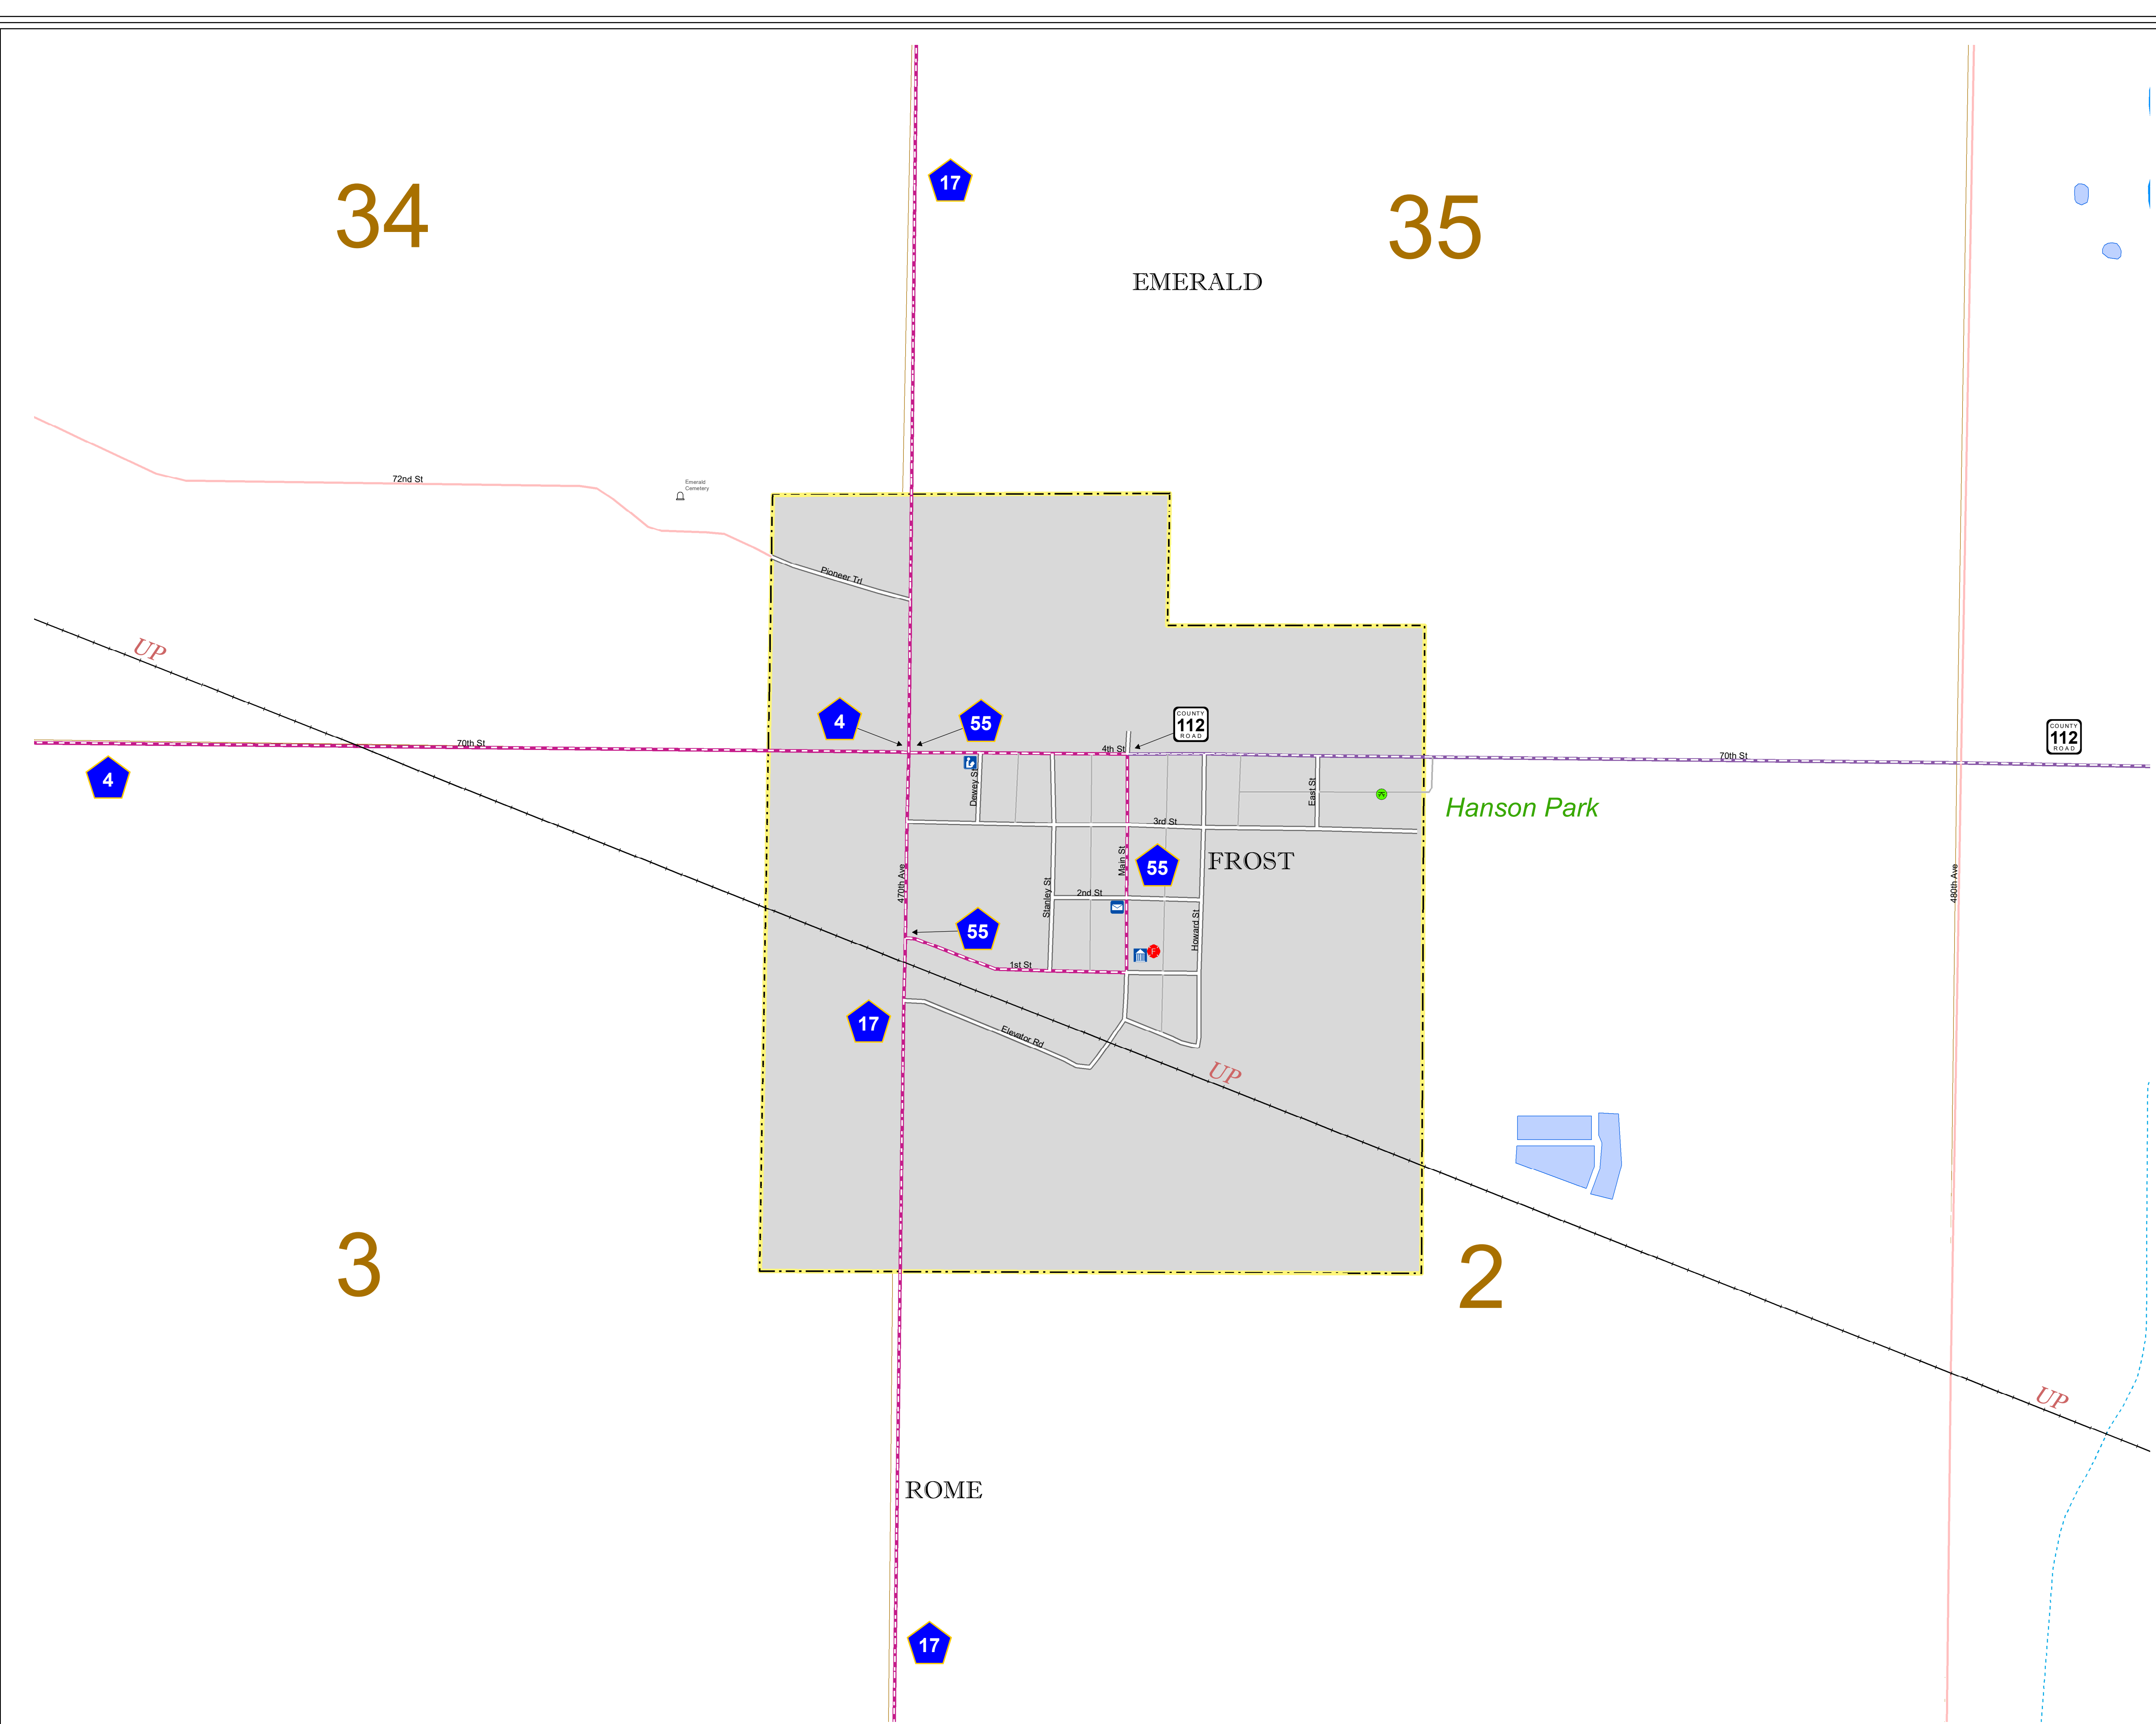 17
34
35
EMERALD
72nd St
Emerald
Cemetery
Pioneer Trl
UP
4
55
COUNTY
112
ROAD
COUNTY
112
ROAD
70th St
4th St
70th St
4
Dewey St
East St
Hanson Park
3rd St
Main St
55
FROST
470th Ave
Stanley St
2nd St
480th Ave
Howard St
55
F
1st St
17
Elevator Rd
UP
3
2
UP
ROME
17